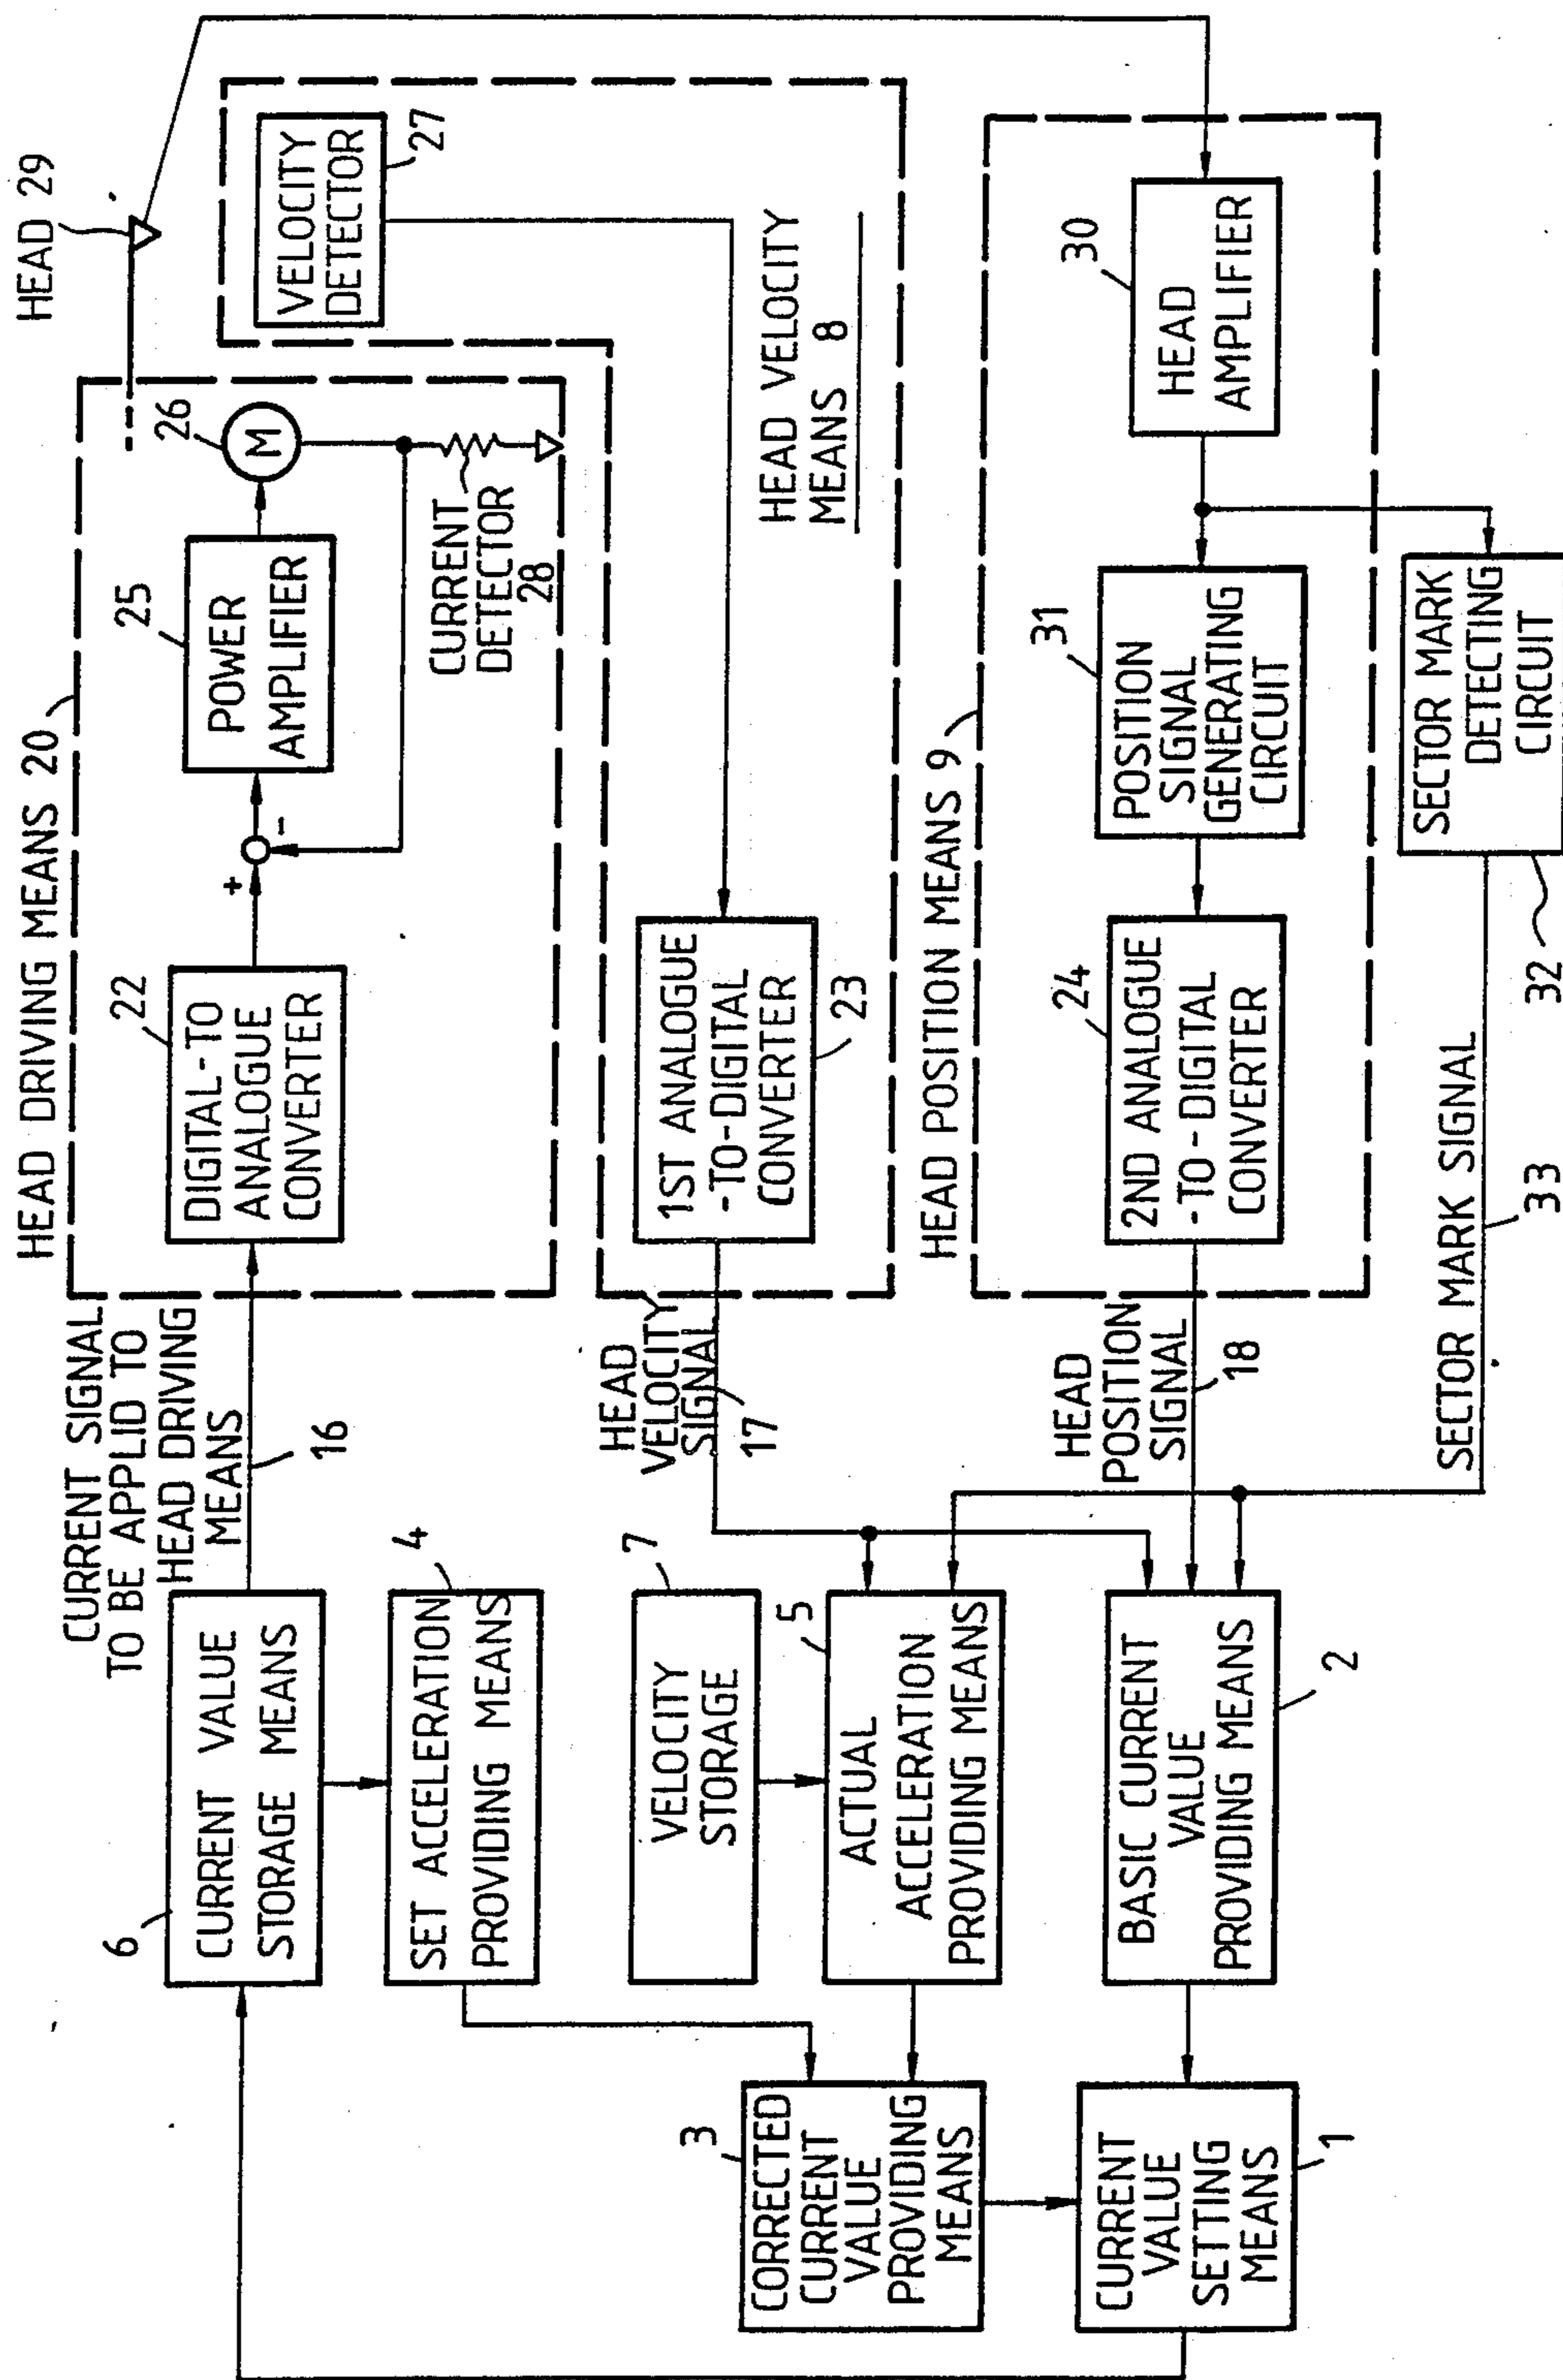 HEAD DRIVING MEANS 20
HEAD 29
CURRENT SIGNAL
TO BE APPLID TO
HEAD DRIVING
MEANS
16
6
CURRENT VALUE
STORAGE MEANS
22
DIGITAL-TO
ANALOGUE
CONVERTER
+
-
25
POWER
AMPLIFIER
26
M
CURRENT
DETECTOR
28
VELOCITY
DETECTOR
27
4
SET ACCELERATION
PROVIDING MEANS
7
VELOCITY
STORAGE
HEAD
VELOCITY
SIGNAL
17
1ST ANALOGUE
-TO-DIGITAL
CONVERTER
23
HEAD VELOCITY
MEANS 8
3
CORRECTED
CURRENT
VALUE
PROVIDING
MEANS
5
ACTUAL
ACCELERATION
PROVIDING MEANS
HEAD POSITION MEANS 9
HEAD
POSITION
SIGNAL
18
24
2ND ANALOGUE
-TO-DIGITAL
CONVERTER
31
POSITION
SIGNAL
GENERATING
CIRCUIT
30
HEAD
AMPLIFIER
CURRENT
VALUE
SETTING
MEANS
1
BASIC CURRENT
VALUE
PROVIDING MEANS
2
SECTOR MARK SIGNAL
33
SECTOR MARK
DETECTING
CIRCUIT
32